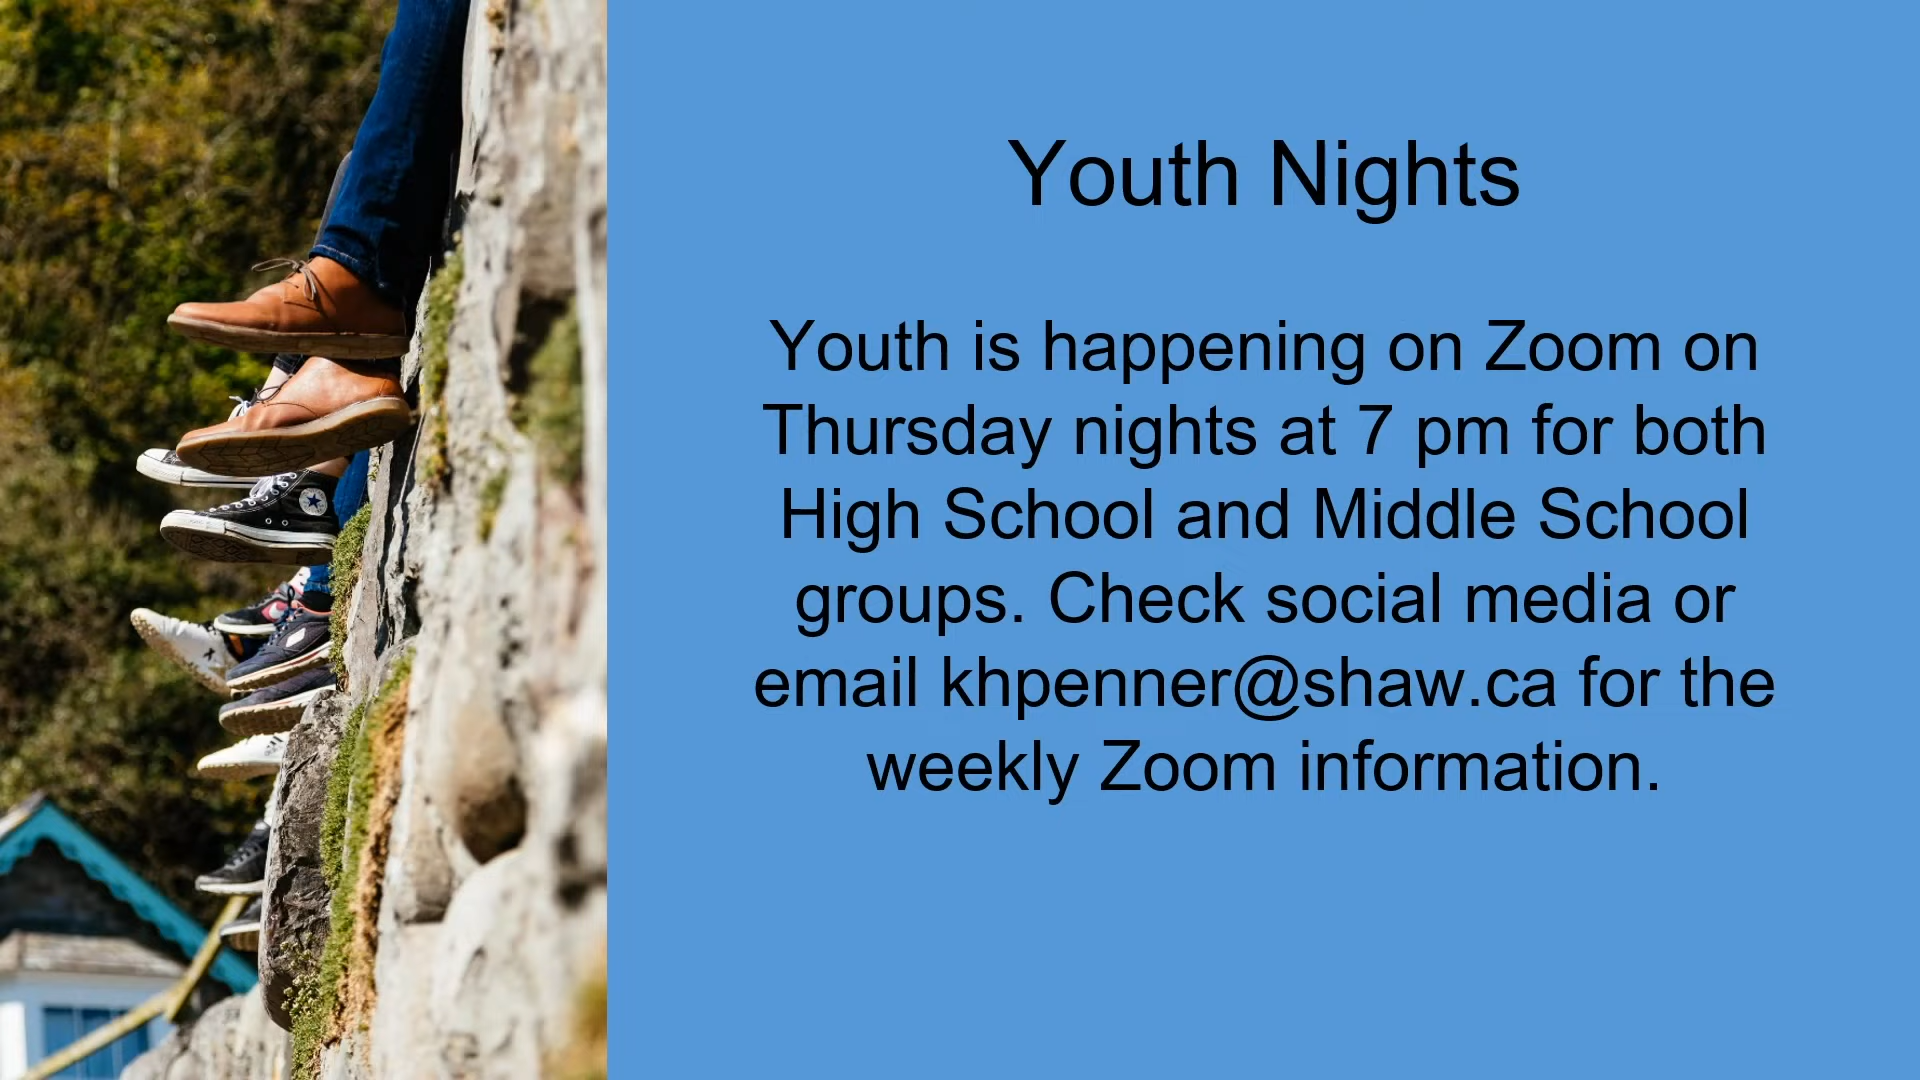 Youth Nights
Youth is happening on Zoom on
Thursday nights at 7 pm for both
High School and Middle School
groups. Check social media or
email khpenner@shaw.ca for the
weekly Zoom information.